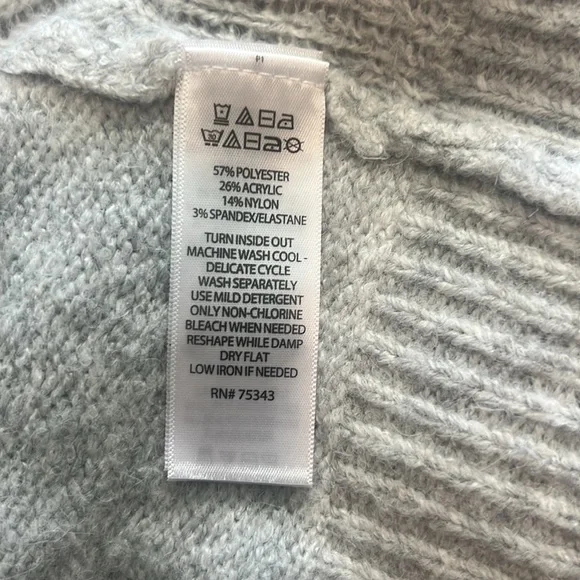 57% POLYESTER
26% ACRYLIC
14% NYLON
3% SPANDEX/ELASTANE
TURN INSIDE OUT
MACHINE WASH COOL -
DELICATE CYCLE
WASH SEPARATELY
USE MILD DETERGENT
ONLY NON-CHLORINE
BLEACH WHEN NEEDED
RESHAPE WHILE DAMP
DRY FLAT
LOW IRON IF NEEDED
RN# 75343